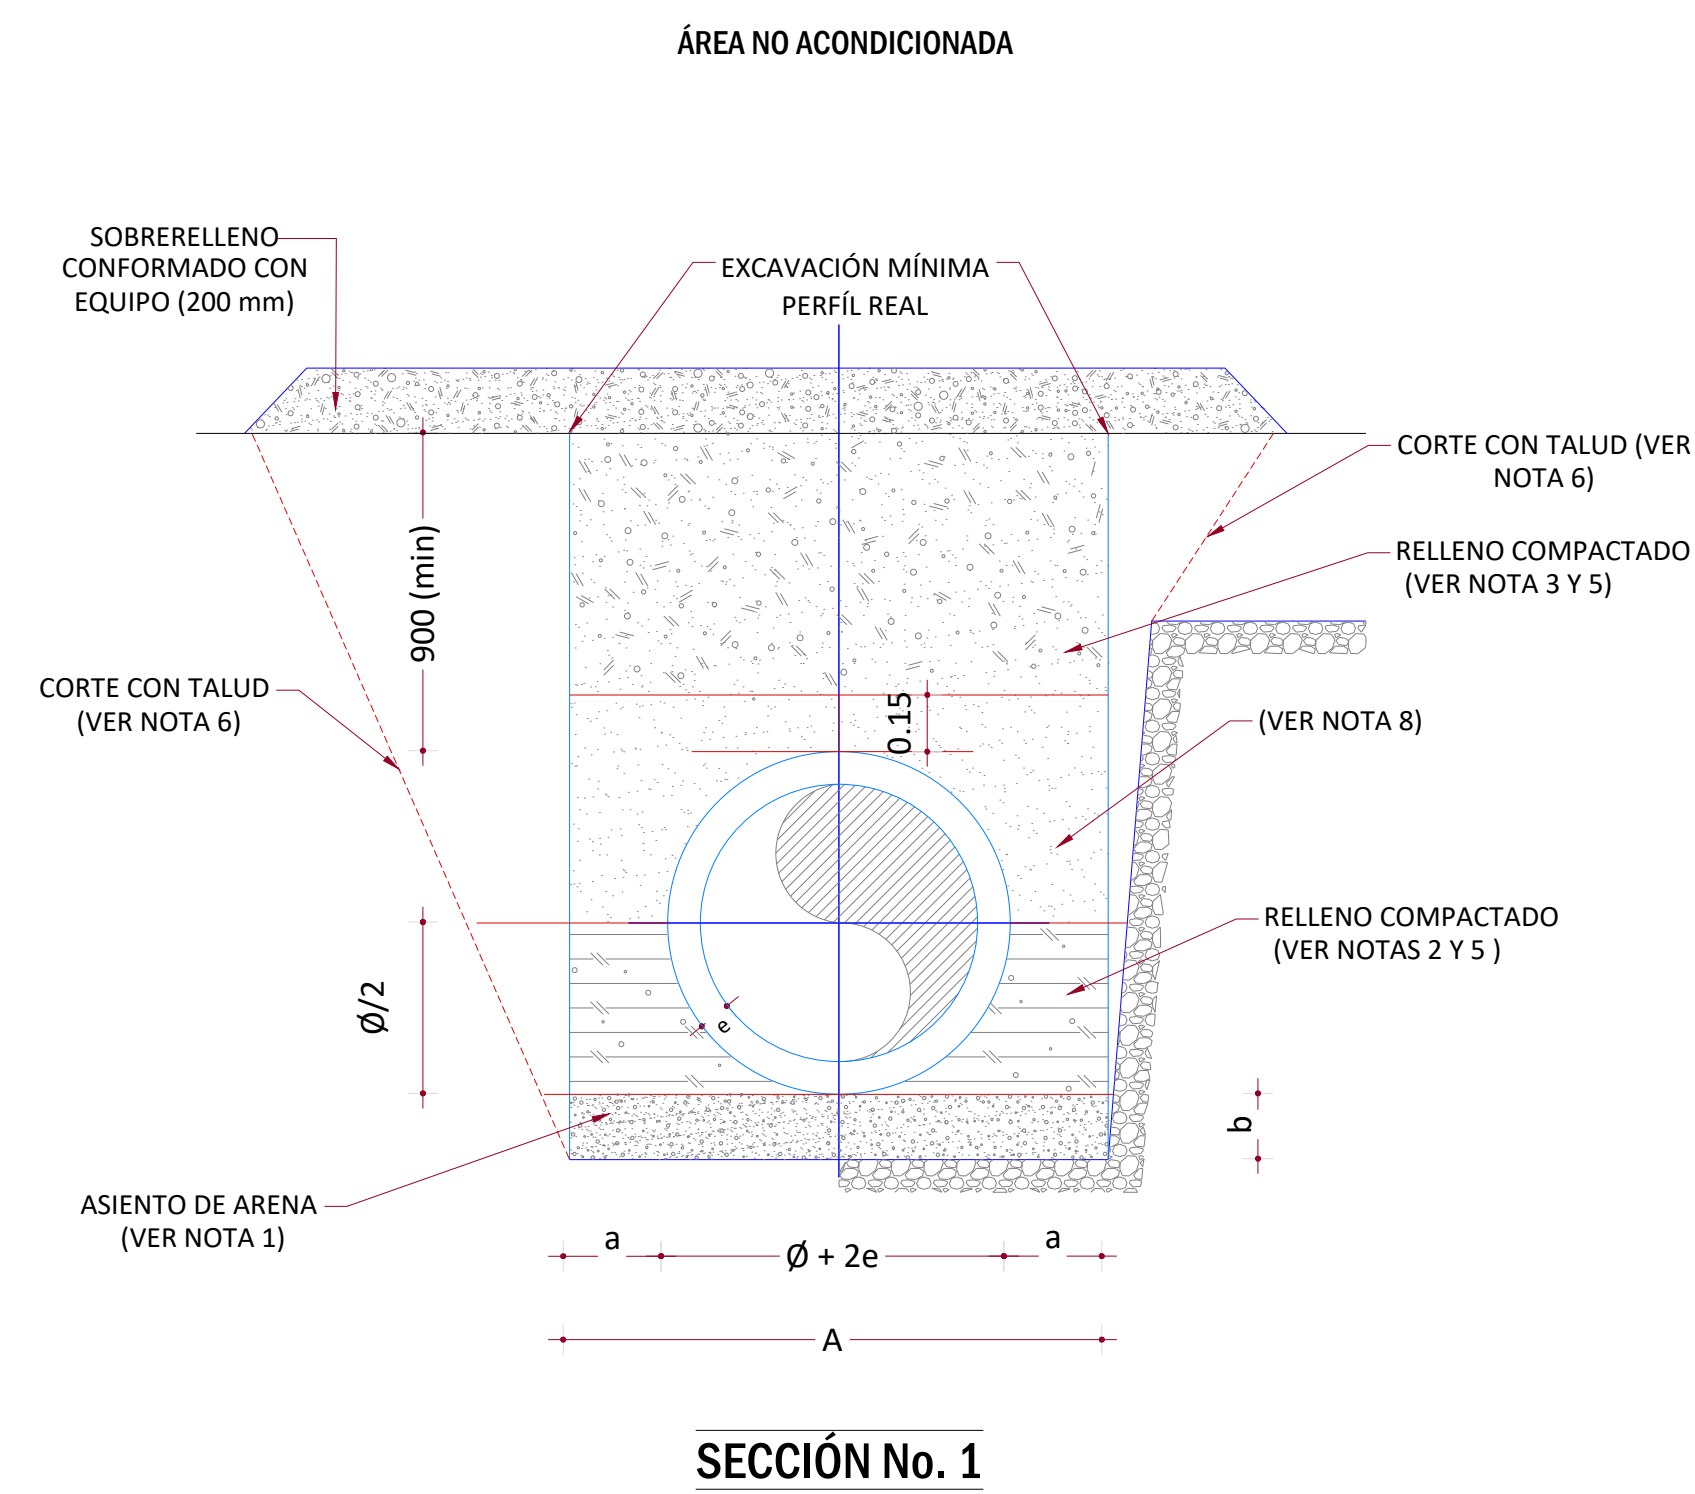 ÁREA NO ACONDICIONADA
SOBRERELLENO
CONFORMADO CON
EQUIPO (200 mm)
EXCAVACIÓN MÍNIMA
PERFÍL REAL
CORTE CON TALUD (VER
NOTA 6)
RELLENO COMPACTADO
(VER NOTA 3 Y 5)
900 (min)
CORTE CON TALUD
(VER NOTA 6)
0.15
(VER NOTA 8)
RELLENO COMPACTADO
(VER NOTAS 2 Y 5 )
Ø/2
e
b
ASIENTO DE ARENA
(VER NOTA 1)
a
Ø + 2e
a
A
SECCIÓN No. 1